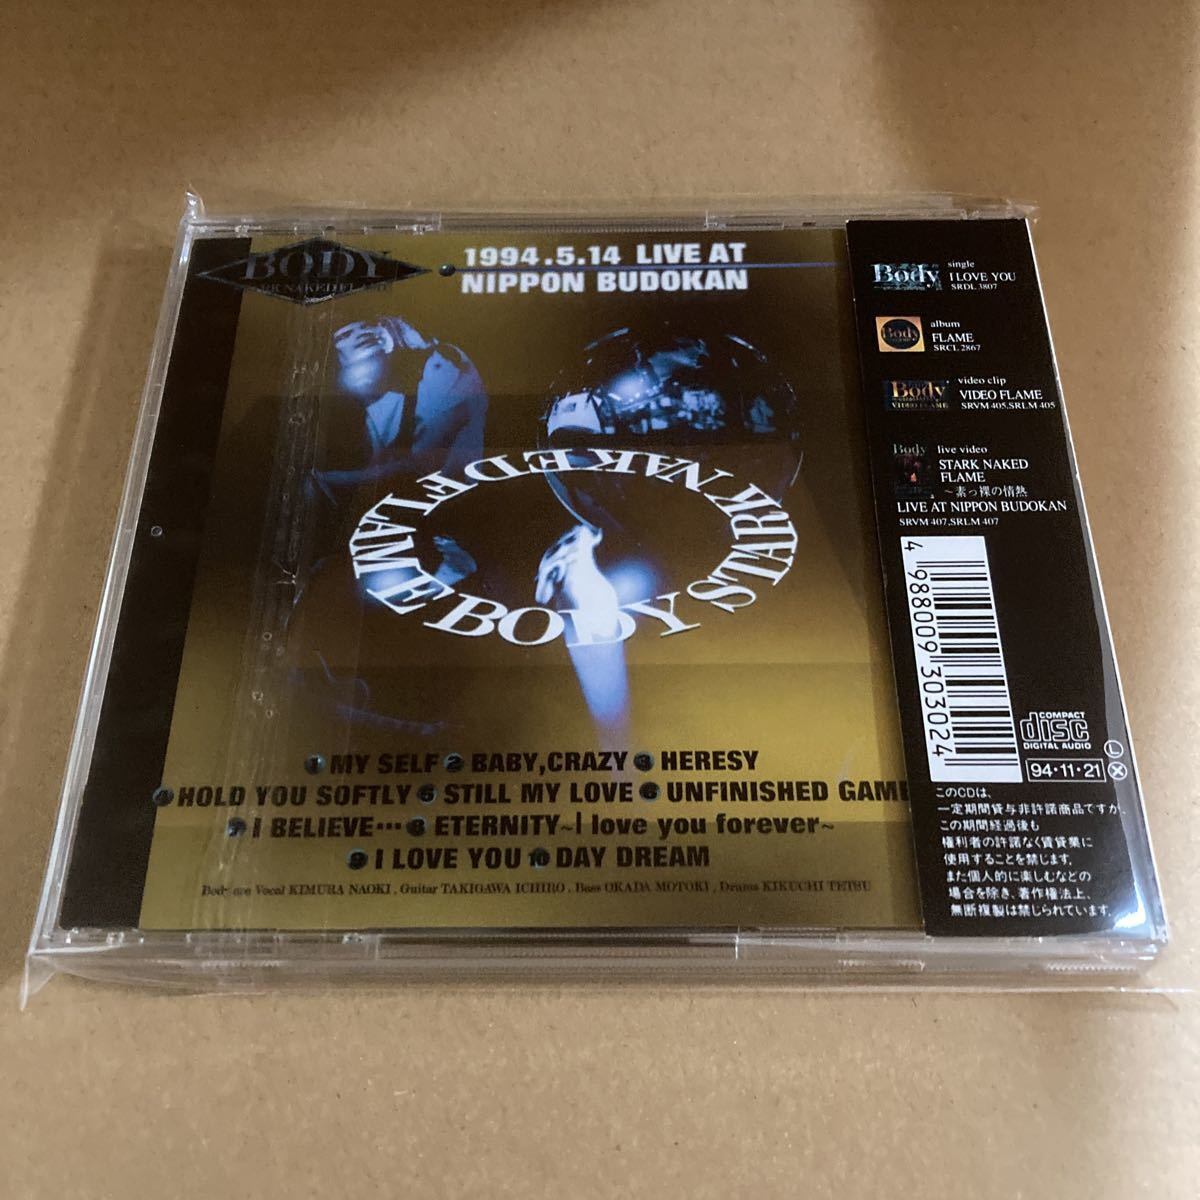 BODY
STARK NAKED FLAME
1994.5.14 LIVE AT
NIPPON BUDOKAN
BODY STARK NAKED FLAME
1 MY SELF 2 BABY,CRAZY 3 HERESY
4 HOLD YOU SOFTLY 5 STILL MY LOVE 6 UNFINISHED GAME
7 I BELIEVE… 8 ETERNITY~I love you forever~
9 I LOVE YOU 10 DAY DREAM
Body are Vocal KIMURA NAOKI , Guitar TAKIGAWA ICHIRO , Bass OKADA MOTOKI , Drums KIKUCHI TETSU
single
Body I LOVE YOU
SRDL 3807
album
Body FLAME
SRCL 2867
video clip
Body VIDEO FLAME
VIDEO FLAME
SRVM 405,SRLM 405
Body live video
STARK NAKED
FLAME
~素っ裸の情熱
LIVE AT NIPPON BUDOKAN
SRVM 407,SRLM 407
4 988009 303024
COMPACT
disc
DIGITAL AUDIO
94・11・21
L
X
このCDは、
一定期間貸与非許諾商品ですが、
この期間経過後も
権利者の許諾なく賃貸業に
使用することを禁じます。
また個人的に楽しむなどの
場合を除き、著作権法上、
無断複製は禁じられています。